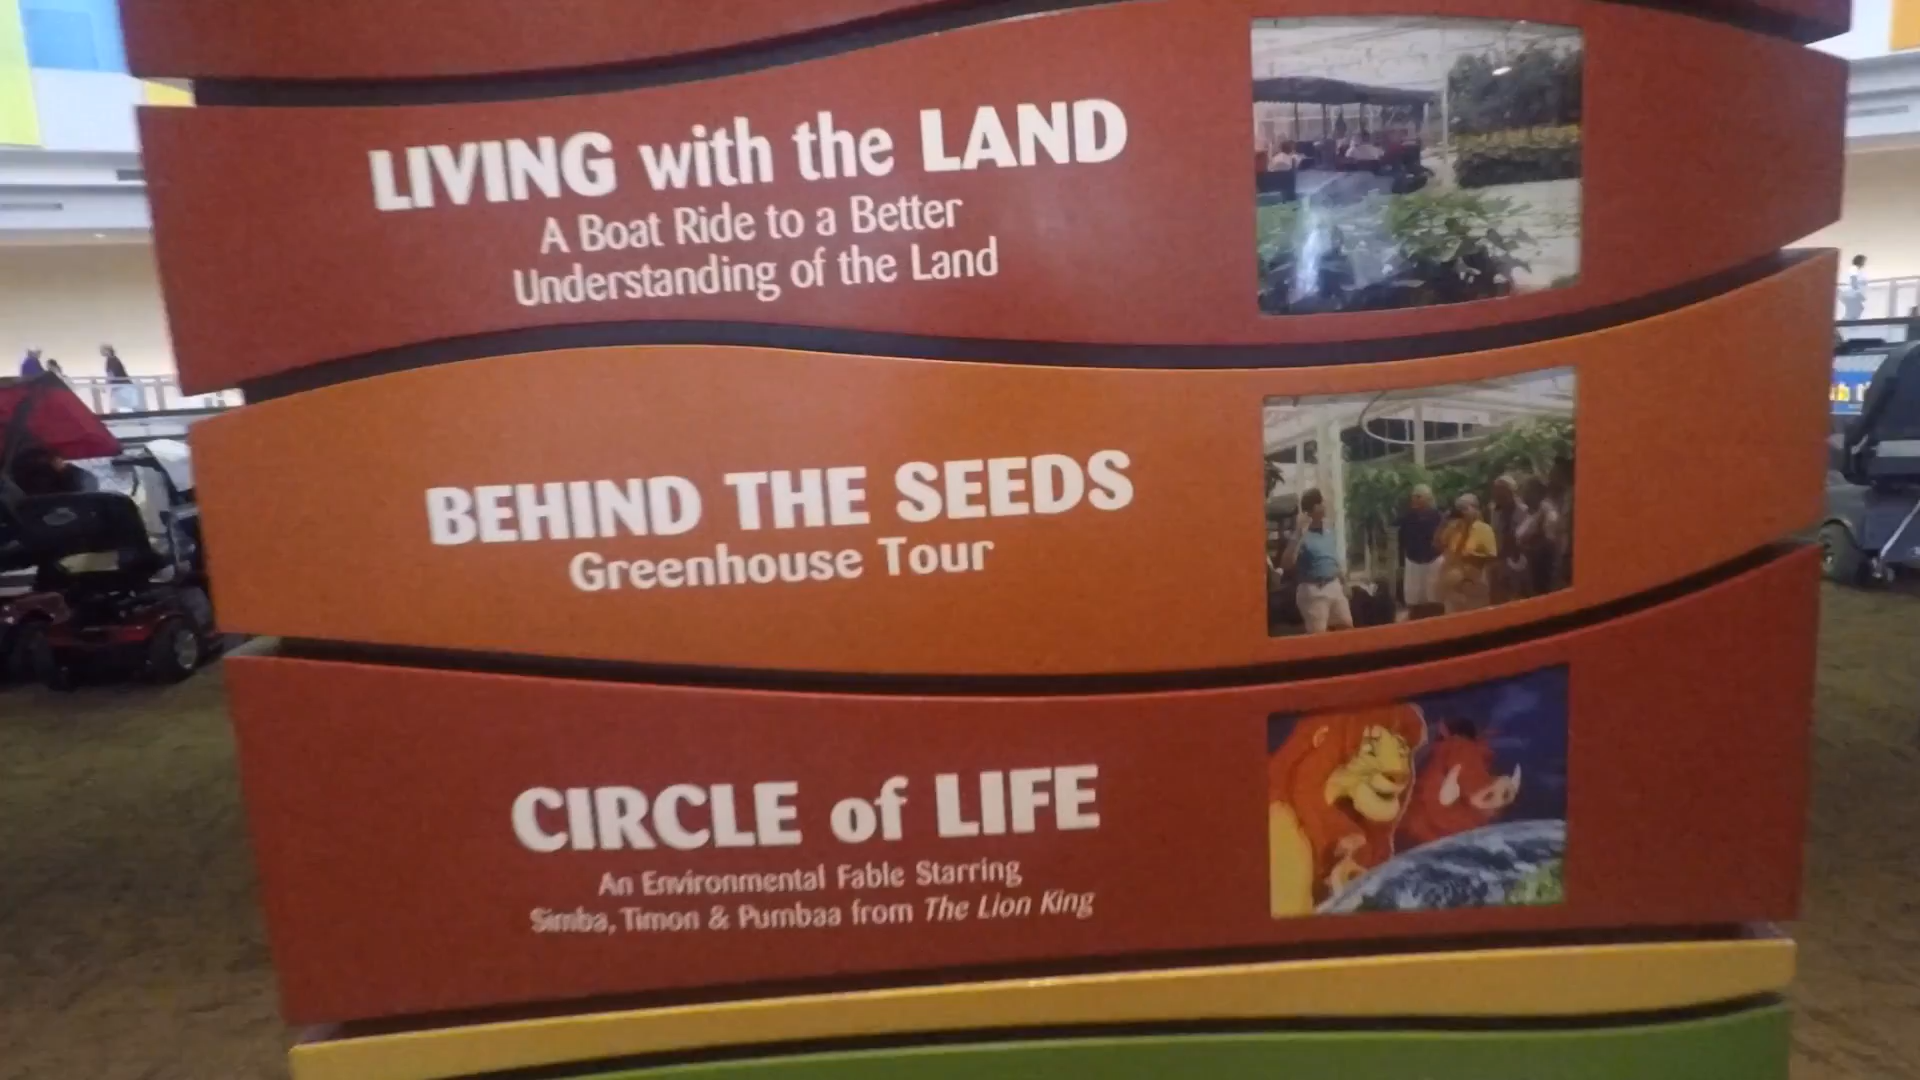 LIVING with the LAND
A Boat Ride to a Better
Understanding of the Land
BEHIND THE SEEDS
Greenhouse Tour
CIRCLE of LIFE
An Environmental Fable Starring
Simba, Timon & Pumbaa from The Lion King